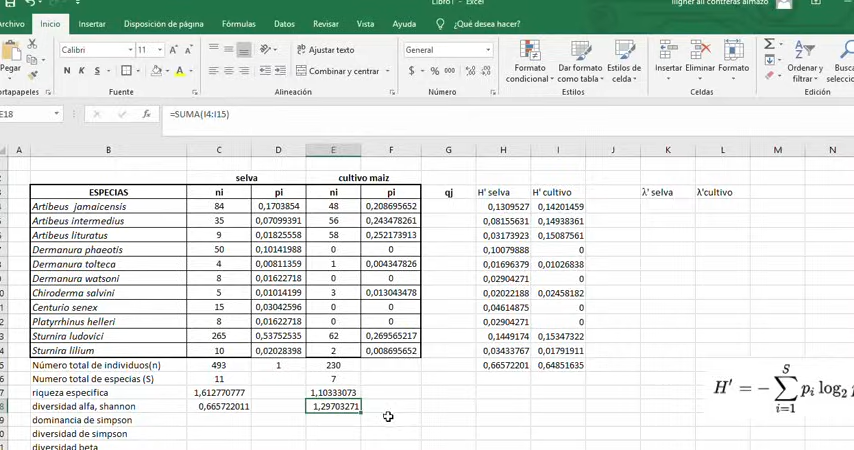 Libro1 - Excel
lligher ali contreras almazo
Archivo Inicio Insertar Disposición de página Fórmulas Datos Revisar Vista Ayuda ¿Qué desea hacer?
Pegar
Calibri 11 Ajustar texto General
N K S Combinar y centrar $ % 000
Formato condicional Dar formato como tabla Estilos de celda Insertar Eliminar Formato Ordenar y filtrar
Portapapeles Fuente Alineación Número Estilos Celdas Edición
E18 fx =SUMA(I4:I15)
A B C D E F G H I J K L M N
selva cultivo maiz
ESPECIAS ni pi ni pi qj H' selva H' cultivo λ' selva λ'cultivo
Artibeus jamaicensis 84 0,1703854 48 0,208695652 0,1309527 0,14201459
Artibeus intermedius 35 0,07099391 56 0,243478261 0,08155631 0,14938361
Artibeus lituratus 9 0,01825558 58 0,252173913 0,03173923 0,15087561
Dermanura phaeotis 50 0,10141988 0 0 0,10079888 0
Dermanura tolteca 4 0,00811359 1 0,004347826 0,01696379 0,01026838
Dermanura watsoni 8 0,01622718 0 0 0,02904271 0
Chiroderma salvini 5 0,01014199 3 0,013043478 0,02022188 0,02458182
Centurio senex 15 0,03042596 0 0 0,04614875 0
Platyrrhinus helleri 8 0,01622718 0 0 0,02904271 0
Sturnira ludovici 265 0,53752535 62 0,269565217 0,1449174 0,15347322
Sturnira lilium 10 0,02028398 2 0,008695652 0,03433767 0,01791911
Número total de individuos(n) 493 1 230 0,66572201 0,64851635
Numero total de especias (S) 11 7
riqueza especifica 1,612770777 1,10333073
diversidad alfa, shannon 0,665722011 1,29703271
dominancia de simpson
diversidad de simpson
diversidad beta
H' = − ∑ S i=1 pi log2 p